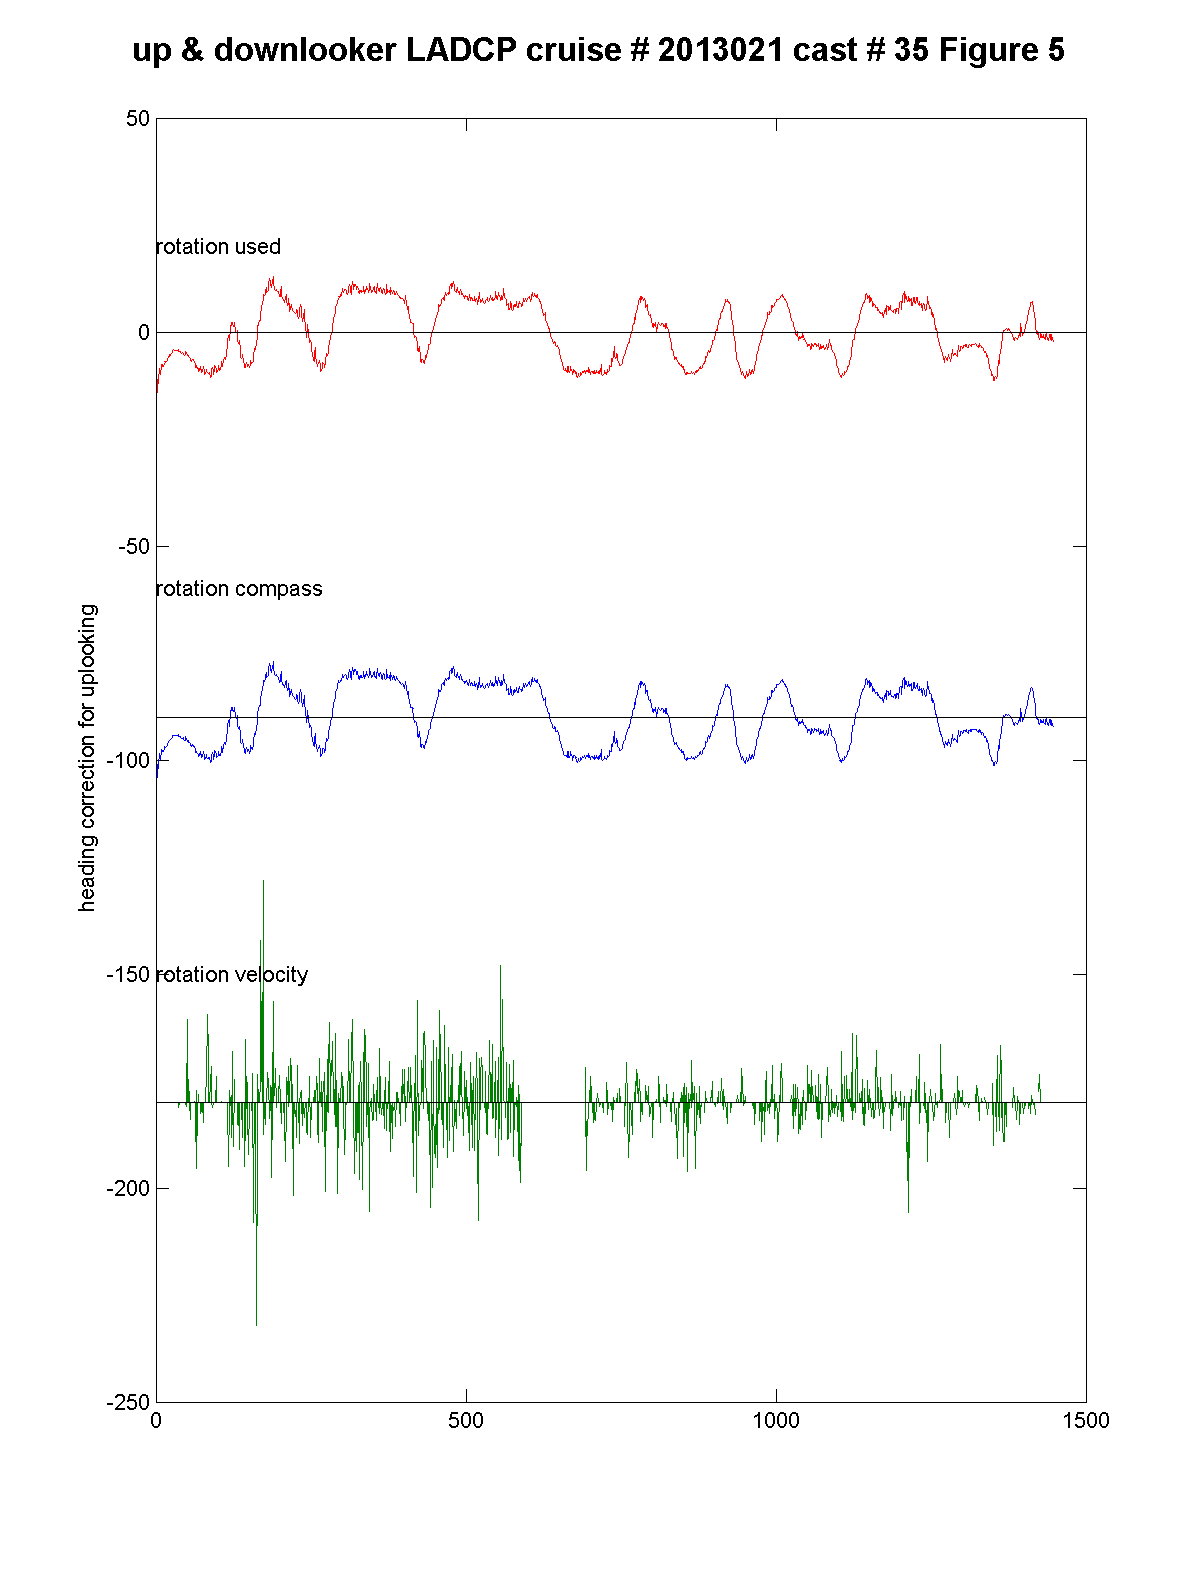 up & downlooker LADCP cruise # 2013021 cast # 35 Figure 5
50
rotation used
0
-50
rotation compass
heading correction for uplooking
-100
-150
rotation velocity
-200
-250
0 500 1000 1500